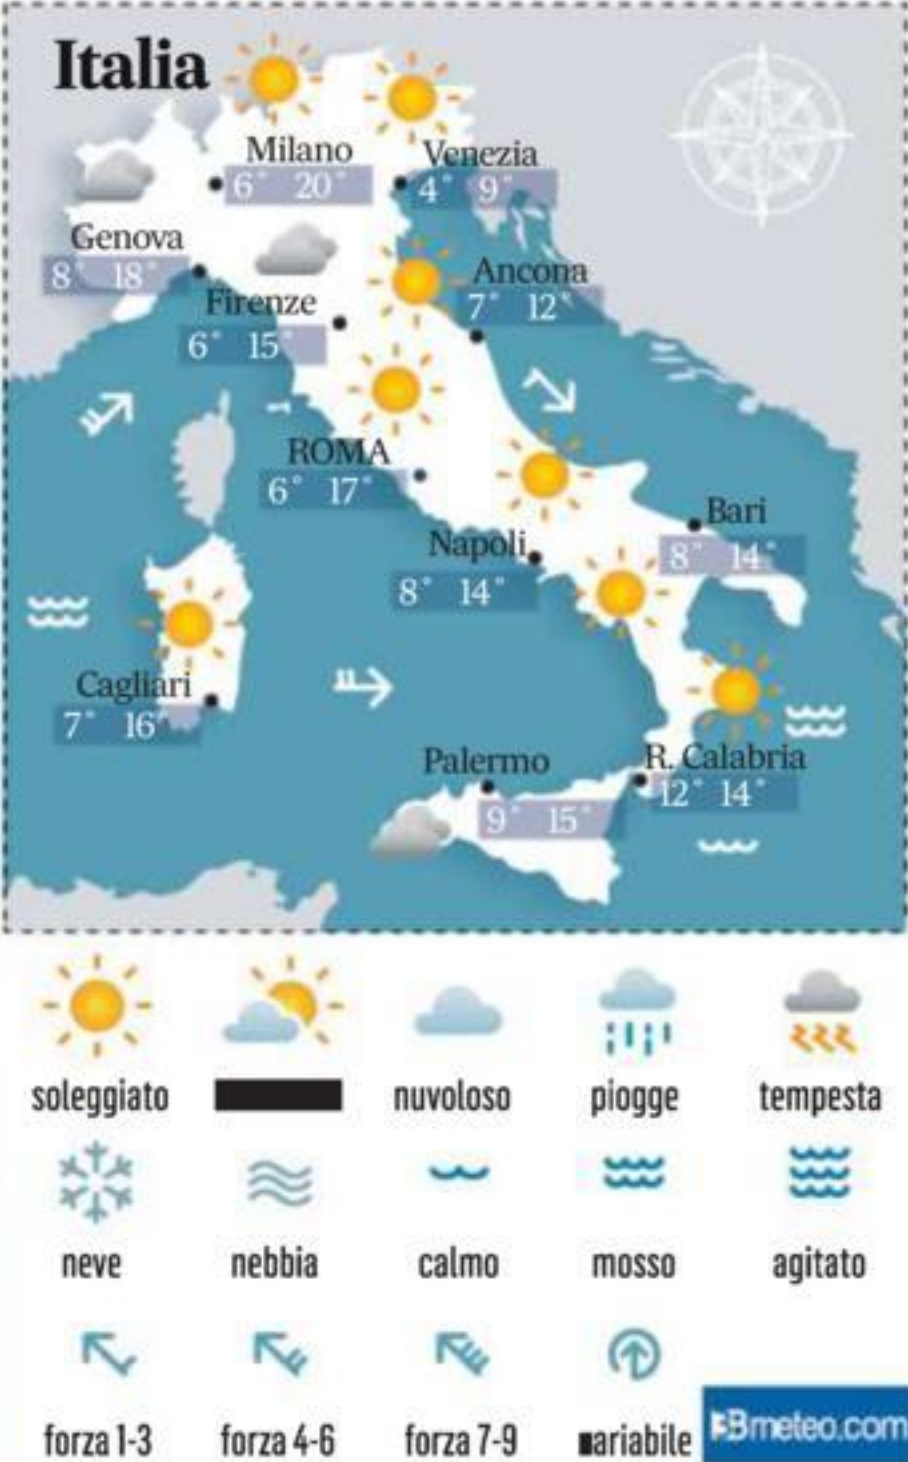 Italia
Milano
6° 20°
Venezia
4° 9°
Genova
8° 18°
Firenze
6° 15°
Ancona
7° 12°
ROMA
6° 17°
Bari
8° 14°
Napoli
8° 14°
Cagliari
7° 16°
Palermo
9° 15°
R. Calabria
12° 14°
soleggiato
nuvoloso
piogge
tempesta
neve
nebbia
calmo
mosso
agitato
forza 1-3
forza 4-6
forza 7-9
ariabile
3Bmeteo.com